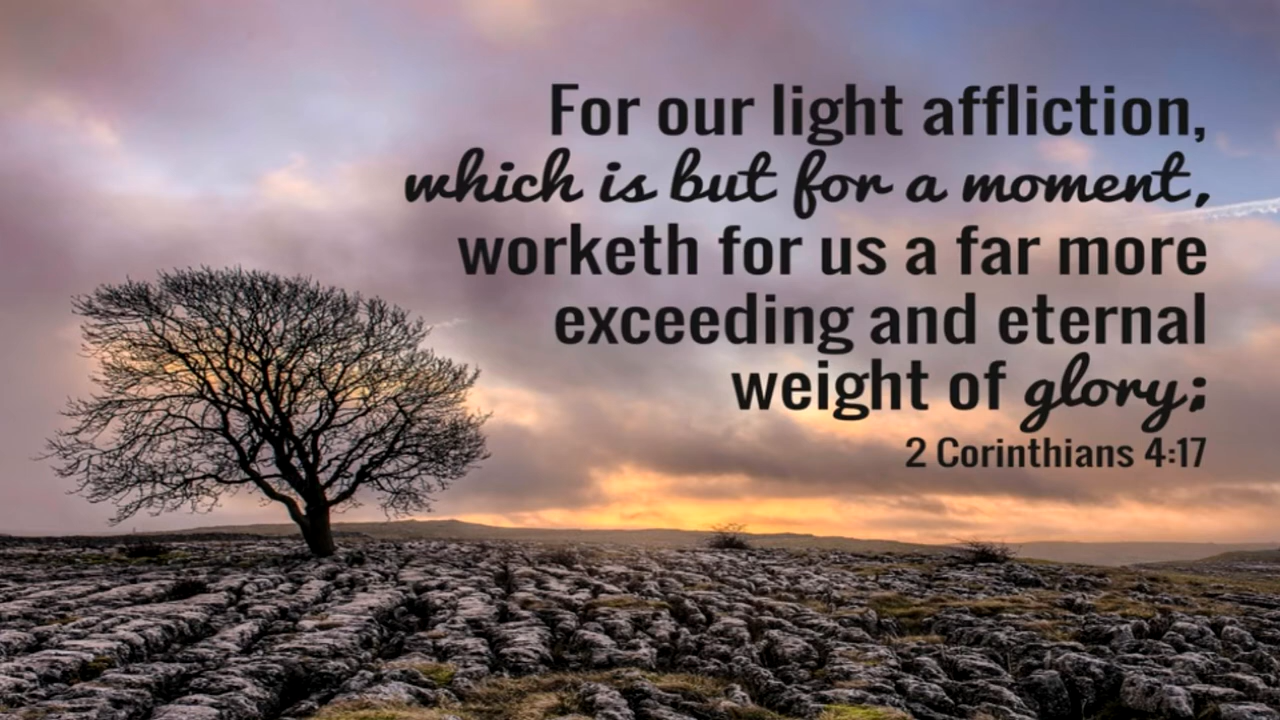 For our light affliction,
which is but for a moment,
worketh for us a far more
exceeding and eternal
weight of glory;
2 Corinthians 4:17